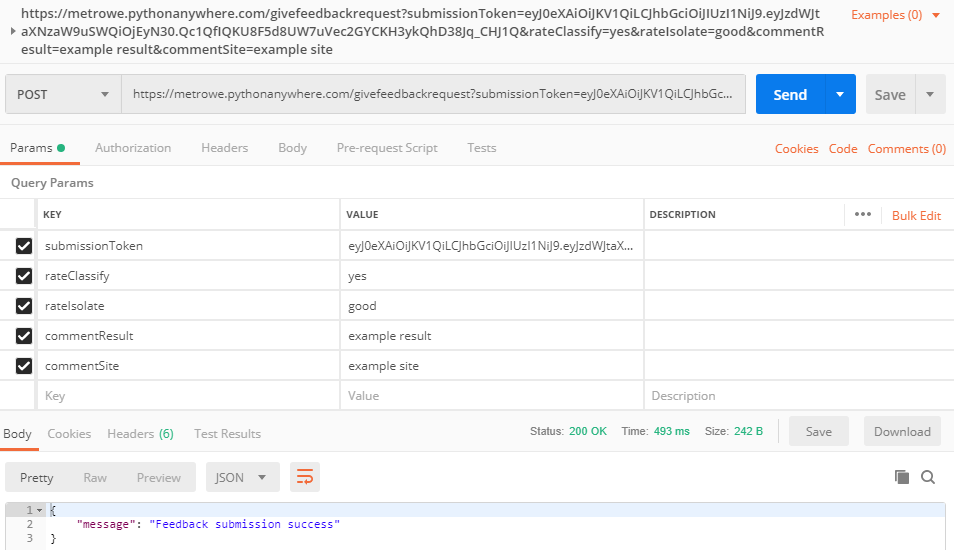 https://metrowe.pythonanywhere.com/givefeedbackrequest?submissionToken=eyJ0eXAiOiJKV1QiLCJhbGciOiJIUzI1NiJ9.eyJzdWJt
aXNzaW9uSWQiOjEyN30.Qc1QfIQKU8F5d8UW7uVec2GYCKH3ykQhD38Jq_CHJ1Q&rateClassify=yes&rateIsolate=good&commentR
esult=example result&commentSite=example site
Examples (0)
POST
https://metrowe.pythonanywhere.com/givefeedbackrequest?submissionToken=eyJ0eXAiOiJKV1QiLCJhbGc...
Send
Save
Params
Authorization
Headers
Body
Pre-request Script
Tests
Cookies
Code
Comments (0)
Query Params
KEY VALUE DESCRIPTION ••• Bulk Edit
submissionToken eyJ0eXAiOiJKV1QiLCJhbGciOiJIUzI1NiJ9.eyJzdWJtaX...
rateClassify yes
rateIsolate good
commentResult example result
commentSite example site
Key Value Description
Body Cookies Headers (6) Test Results
Status: 200 OK Time: 493 ms Size: 242 B
Save
Download
Pretty Raw Preview
JSON
1 {
2 "message": "Feedback submission success"
3 }